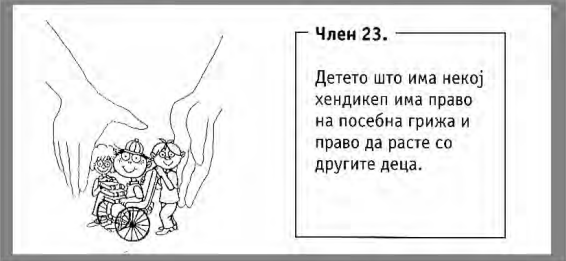 Член 23.
Детето што има некој
хендикеп има право
на посебна грижа и
право да расте со
другите деца.